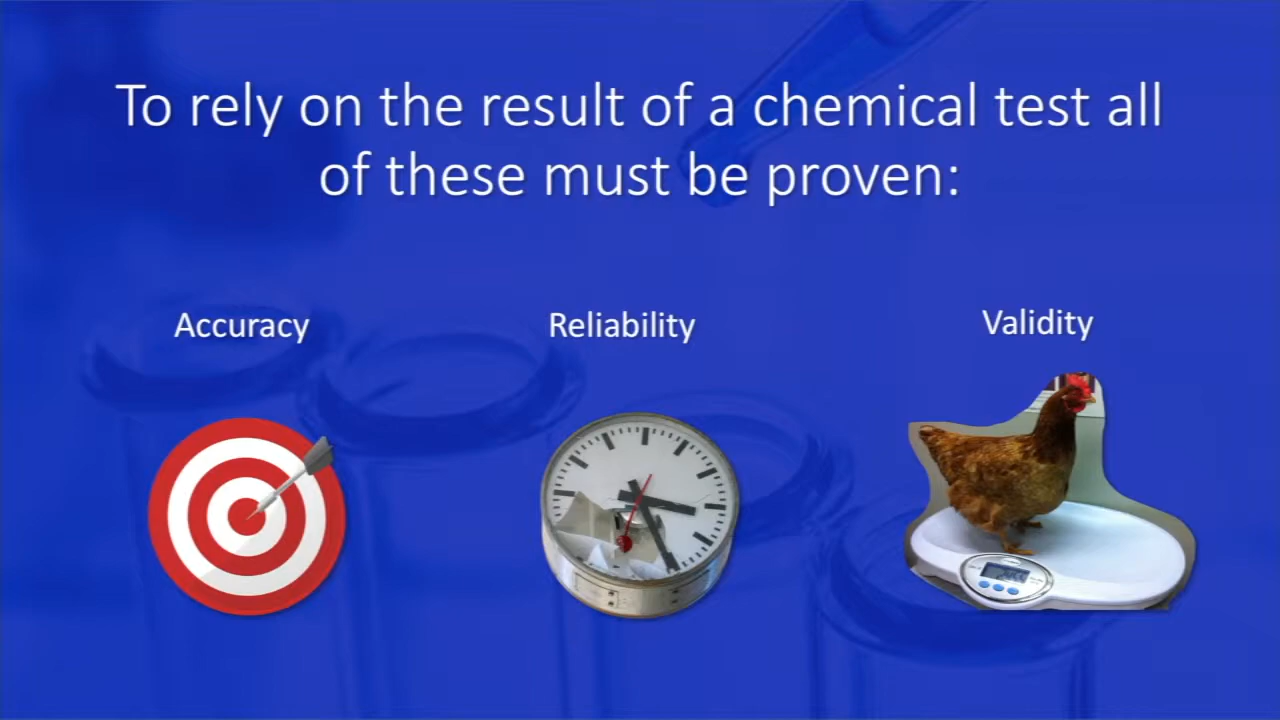 To rely on the result of a chemical test all
of these must be proven:
Accuracy
Reliability
Validity